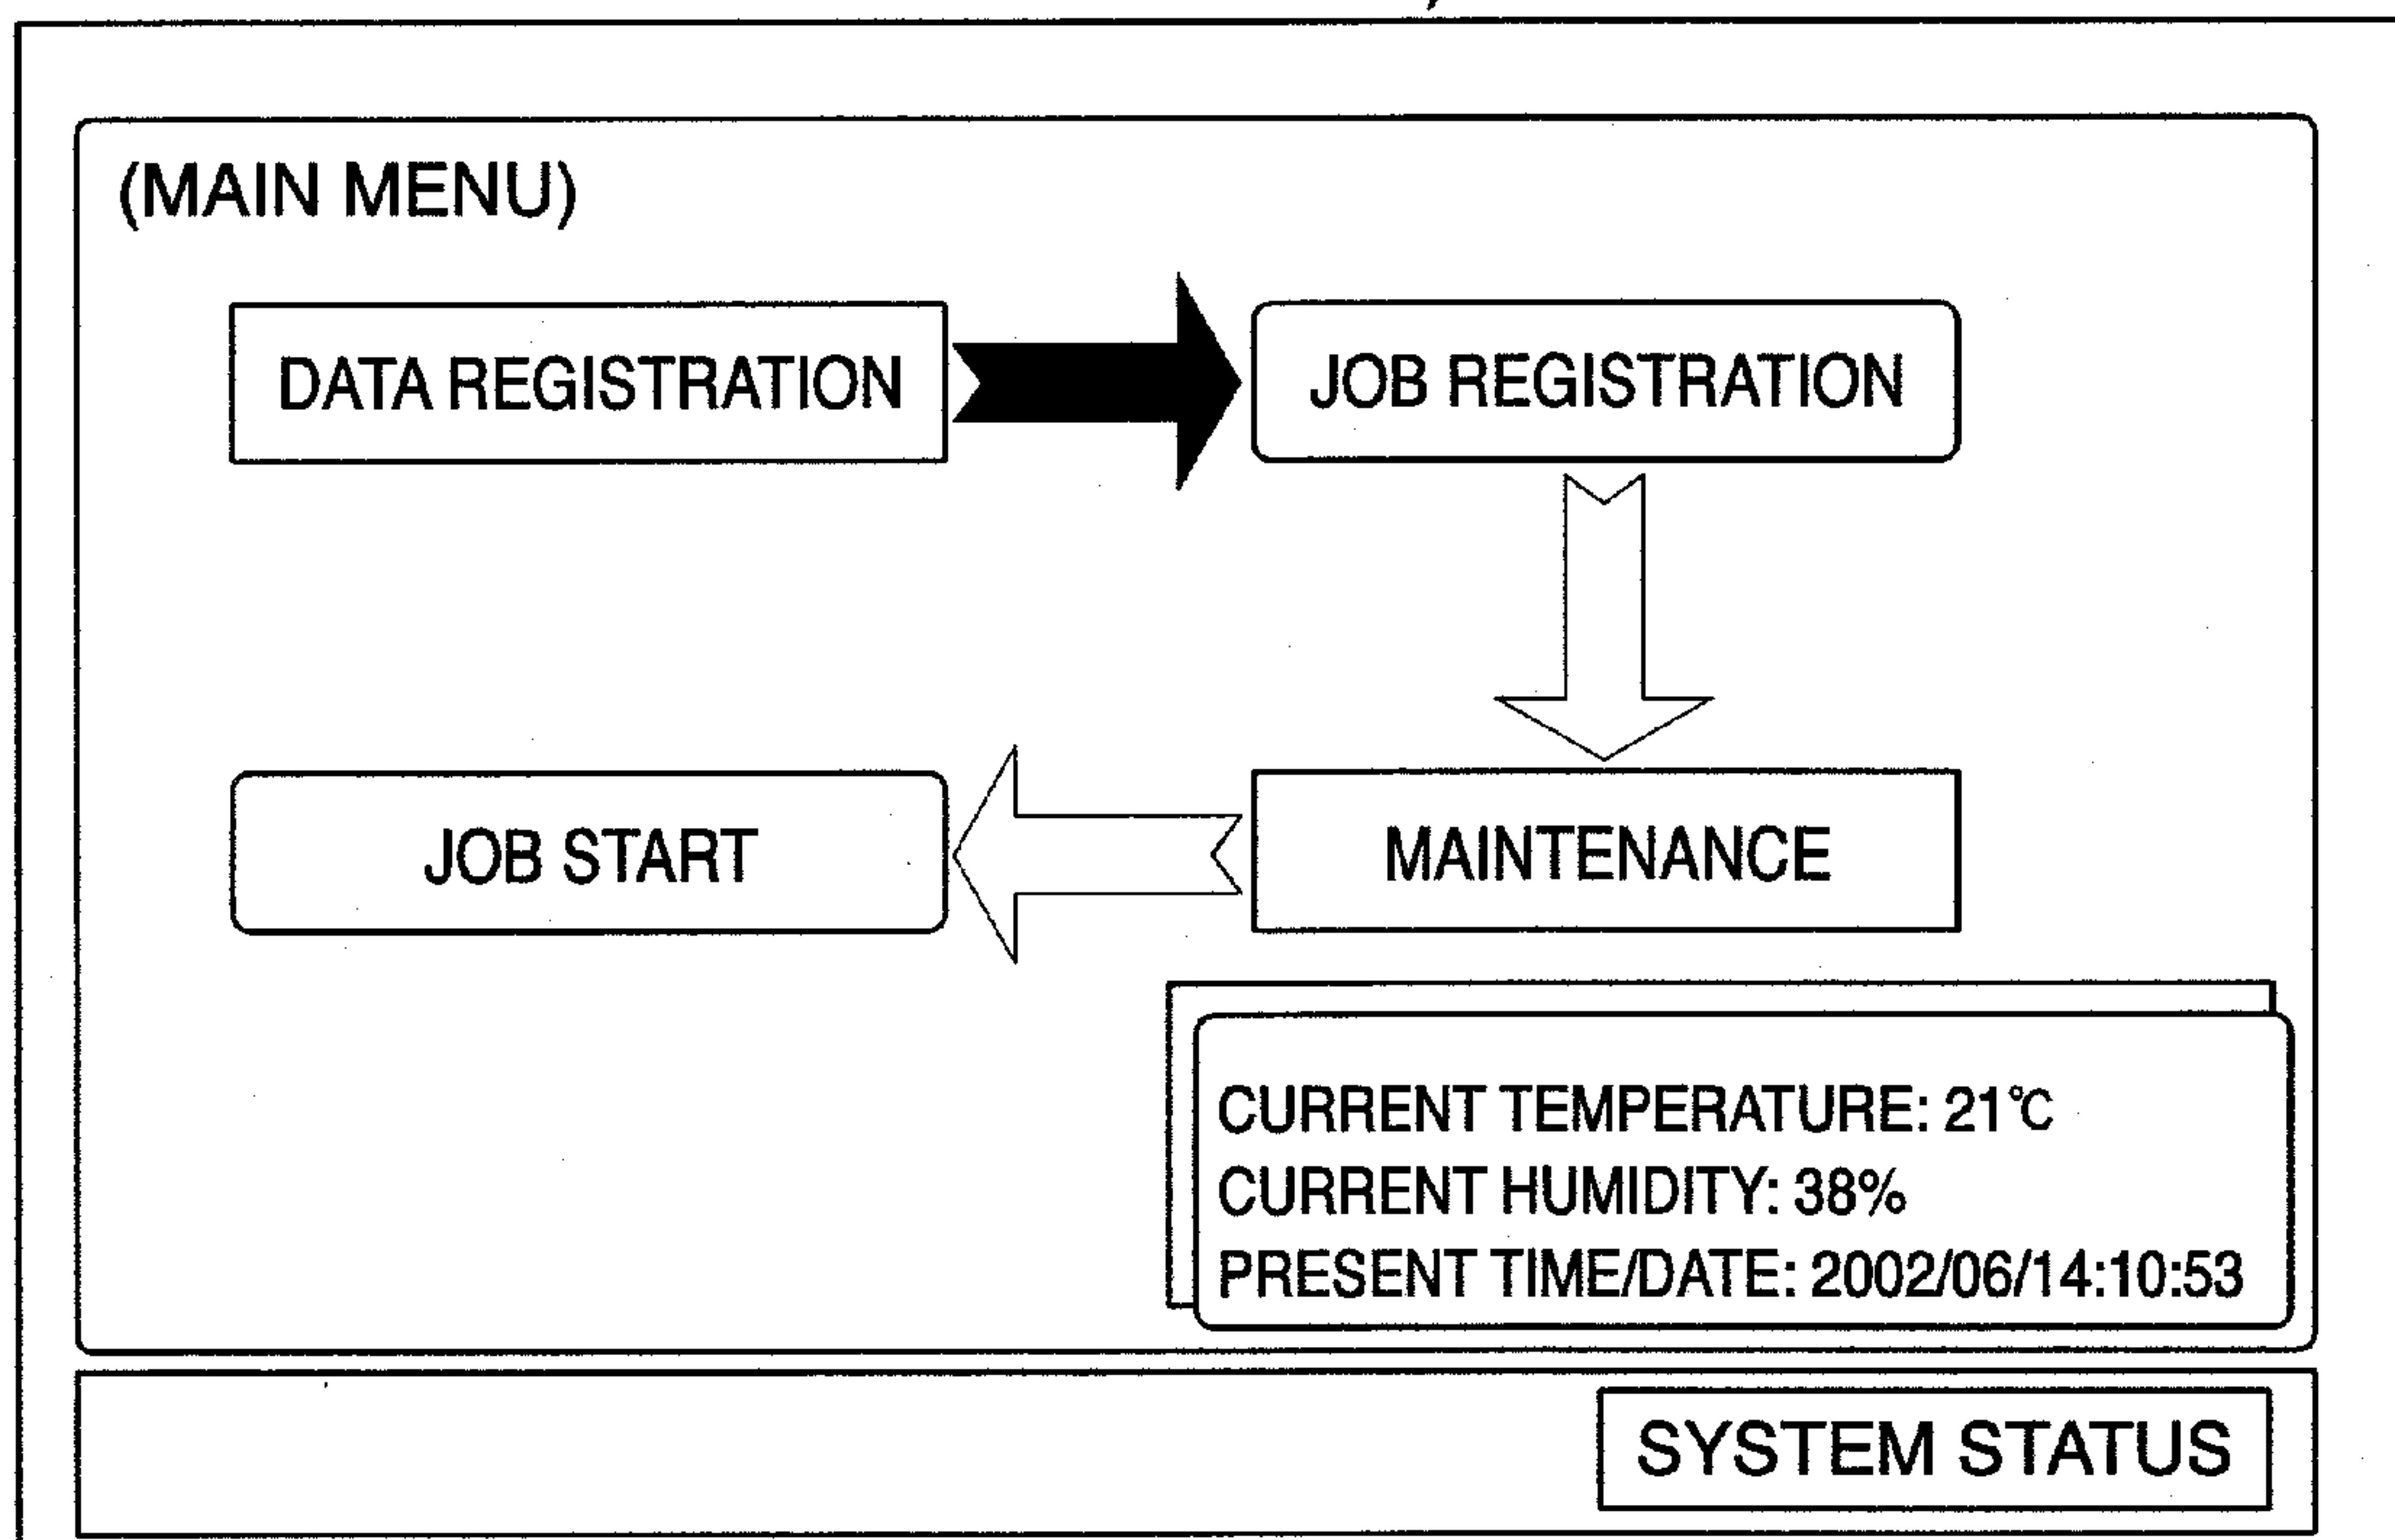 (MAIN MENU)
DATA REGISTRATION
JOB REGISTRATION
JOB START
MAINTENANCE
CURRENT TEMPERATURE: 21℃
CURRENT HUMIDITY: 38%
PRESENT TIME/DATE: 2002/06/14:10:53
SYSTEM STATUS